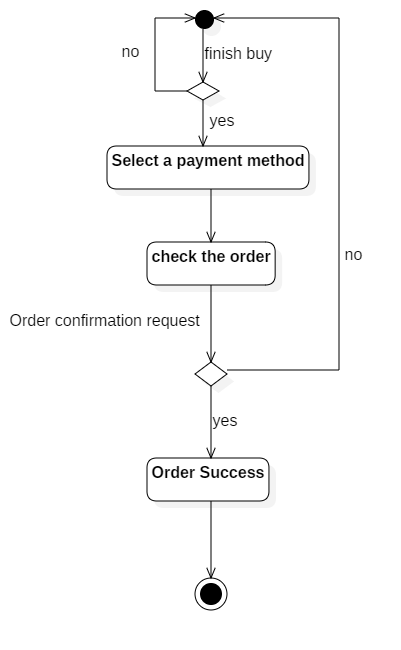 no
finish buy
yes
Select a payment method
check the order
no
Order confirmation request
yes
Order Success